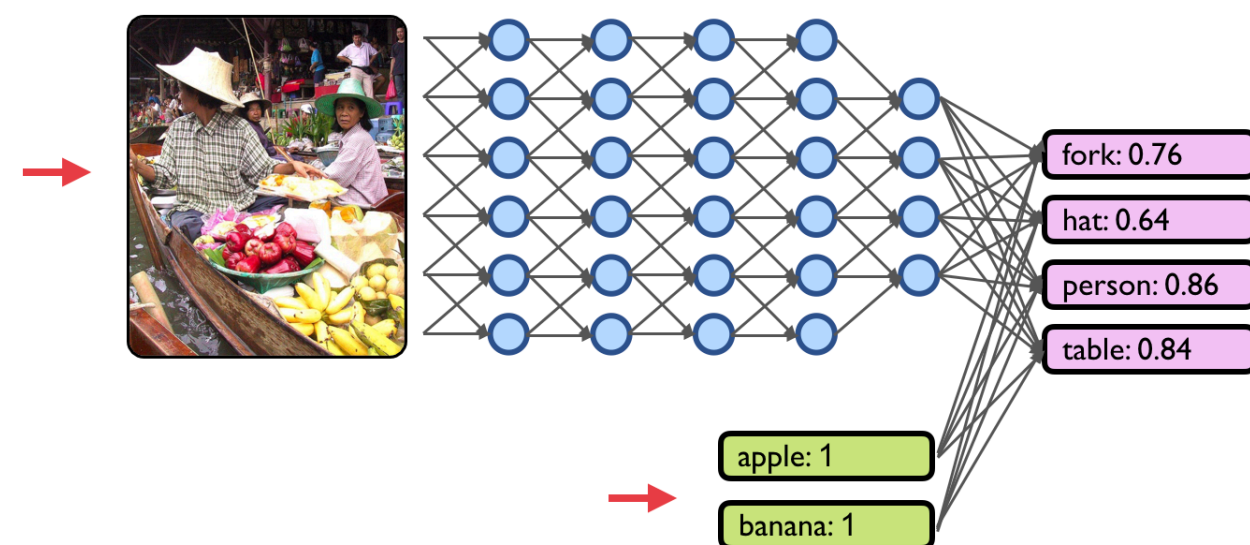 fork: 0.76
hat: 0.64
person: 0.86
table: 0.84
apple: 1
banana: 1